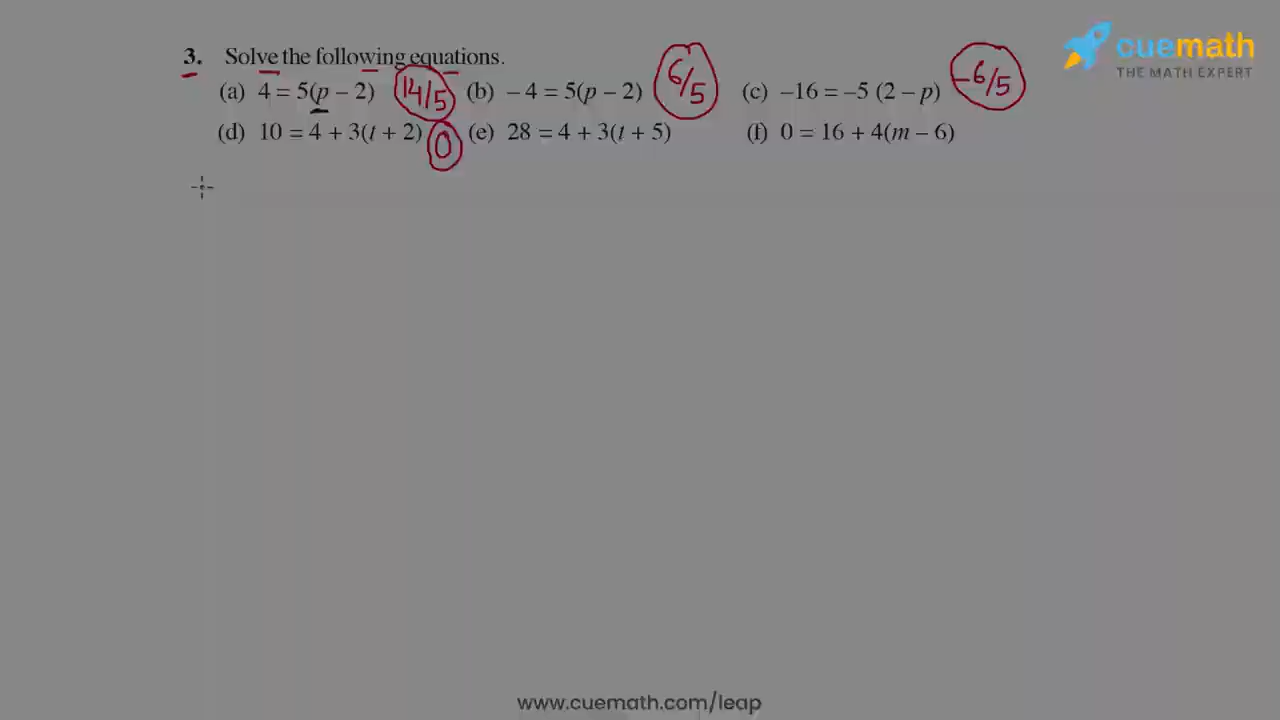 cuemath
THE MATH EXPERT
3. Solve the following equations.
(a) 4 = 5(p – 2) 14/5 (b) – 4 = 5(p – 2) 6/5 (c) –16 = –5 (2 – p) –6/5
(d) 10 = 4 + 3(t + 2) 0 (e) 28 = 4 + 3(t + 5) (f) 0 = 16 + 4(m – 6)
www.cuemath.com/leap